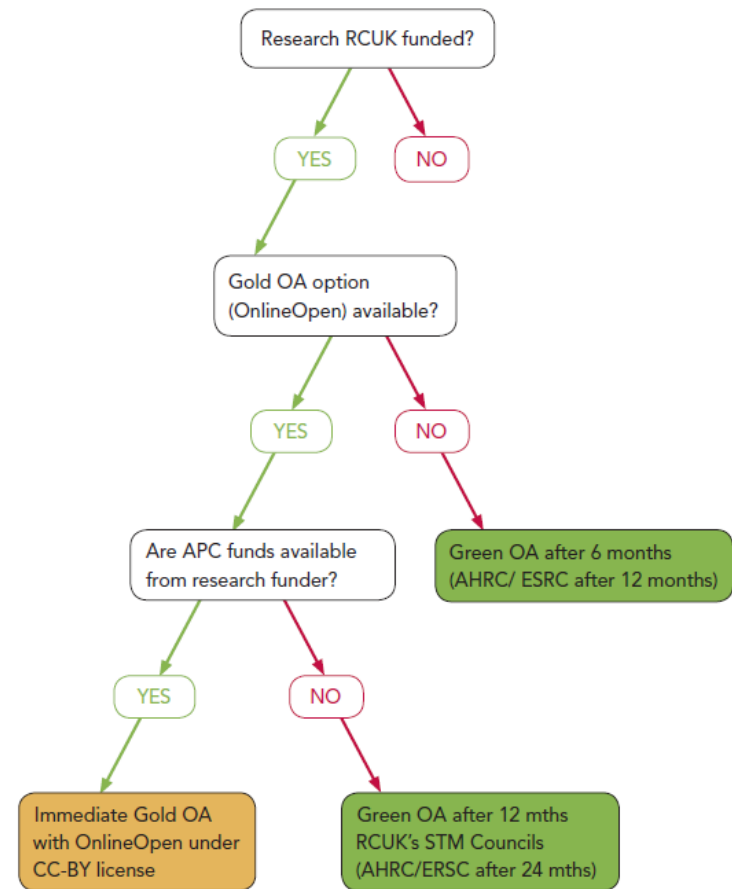 Research RCUK funded?
YES
NO
Gold OA option
(OnlineOpen) available?
YES
NO
Are APC funds available
from research funder?
Green OA after 6 months
(AHRC/ ESRC after 12 months)
YES
NO
Immediate Gold OA
with OnlineOpen under
CC-BY license
Green OA after 12 mths
RCUK's STM Councils
(AHRC/ERSC after 24 mths)